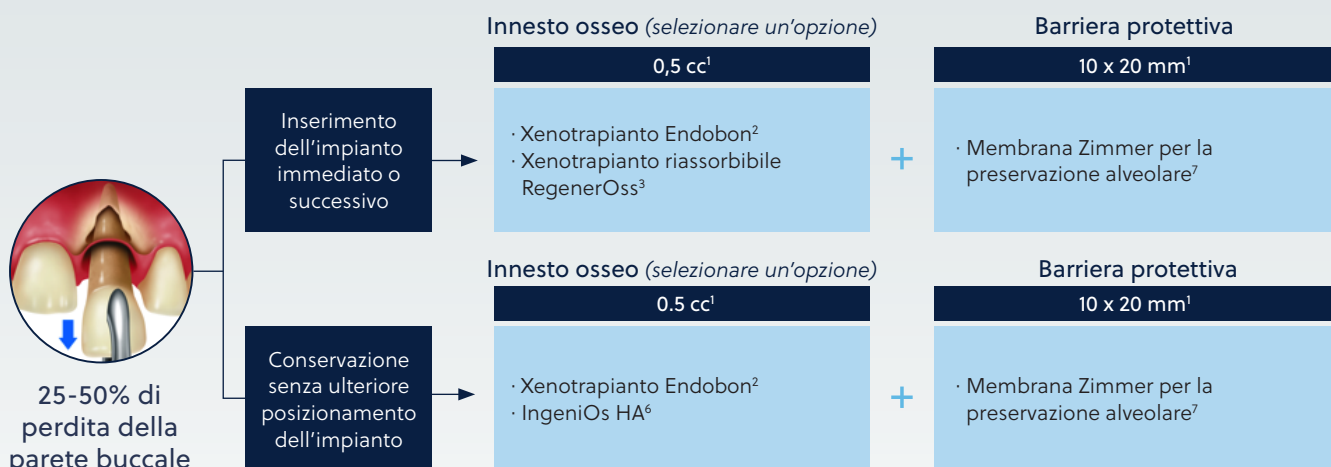 Innesto osseo (selezionare un'opzione)
Barriera protettiva
0,5 cc¹
10 x 20 mm¹
Inserimento
dell'impianto
immediato o
successivo
· Xenotrapianto Endobon²
· Xenotrapianto riassorbibile
RegenerOss³
+
· Membrana Zimmer per la
preservazione alveolare⁷
Innesto osseo (selezionare un'opzione)
Barriera protettiva
0.5 cc¹
10 x 20 mm¹
Conservazione
senza ulteriore
posizionamento
dell'impianto
· Xenotrapianto Endobon²
· IngeniOs HA⁶
+
· Membrana Zimmer per la
preservazione alveolare⁷
25-50% di
perdita della
parete buccale